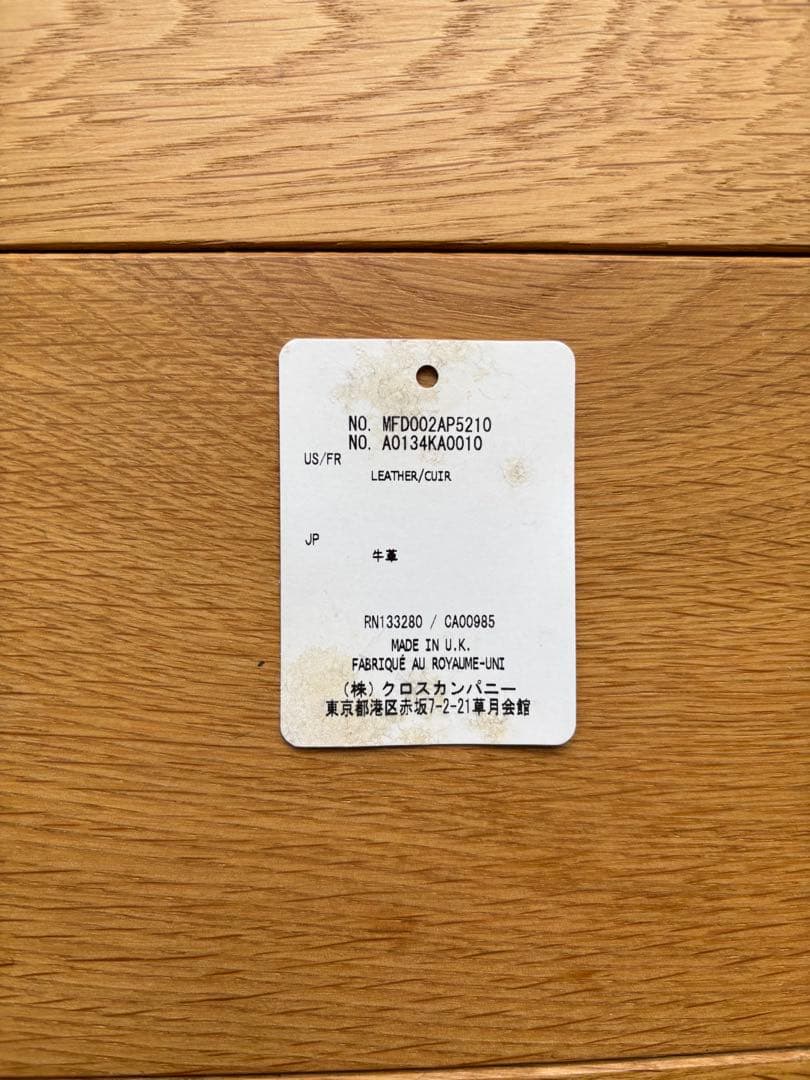 NO. MFD002AP5210
NO. A0134KA0010
US/FR
LEATHER/CUIR
JP
牛革
RN133280 / CA00985
MADE IN U.K.
FABRIQUÉ AU ROYAUME-UNI
(株)クロスカンパニー
東京都港区赤坂7-2-21草月会館